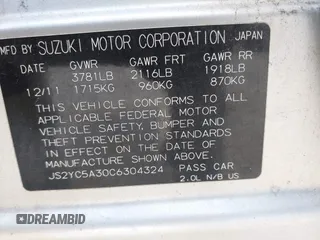 MFG BY SUZUKI MOTOR CORPORATION JAPAN
DATE GVWR GAWR FRT GAWR RR
3781LB 2116LB 1918LB
12/11 1715KG 960KG 870KG
THIS VEHICLE CONFORMS TO ALL
APPLICABLE FEDERAL MOTOR
VEHICLE SAFETY, BUMPER AND
THEFT PREVENTION STANDARDS
IN EFFECT ON THE DATE OF
MANUFACTURE SHOWN ABOVE.
JS2YC5A30C6304324 PASS CAR
2.0L N/B US
DREAMBID